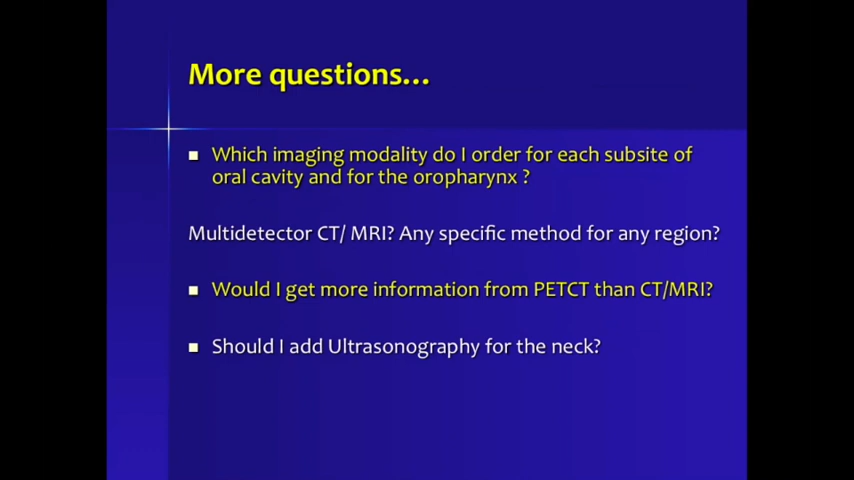 More questions...
Which imaging modality do I order for each subsite of
oral cavity and for the oropharynx ?
Multidetector CT/ MRI? Any specific method for any region?
Would I get more information from PETCT than CT/MRI?
Should I add Ultrasonography for the neck?